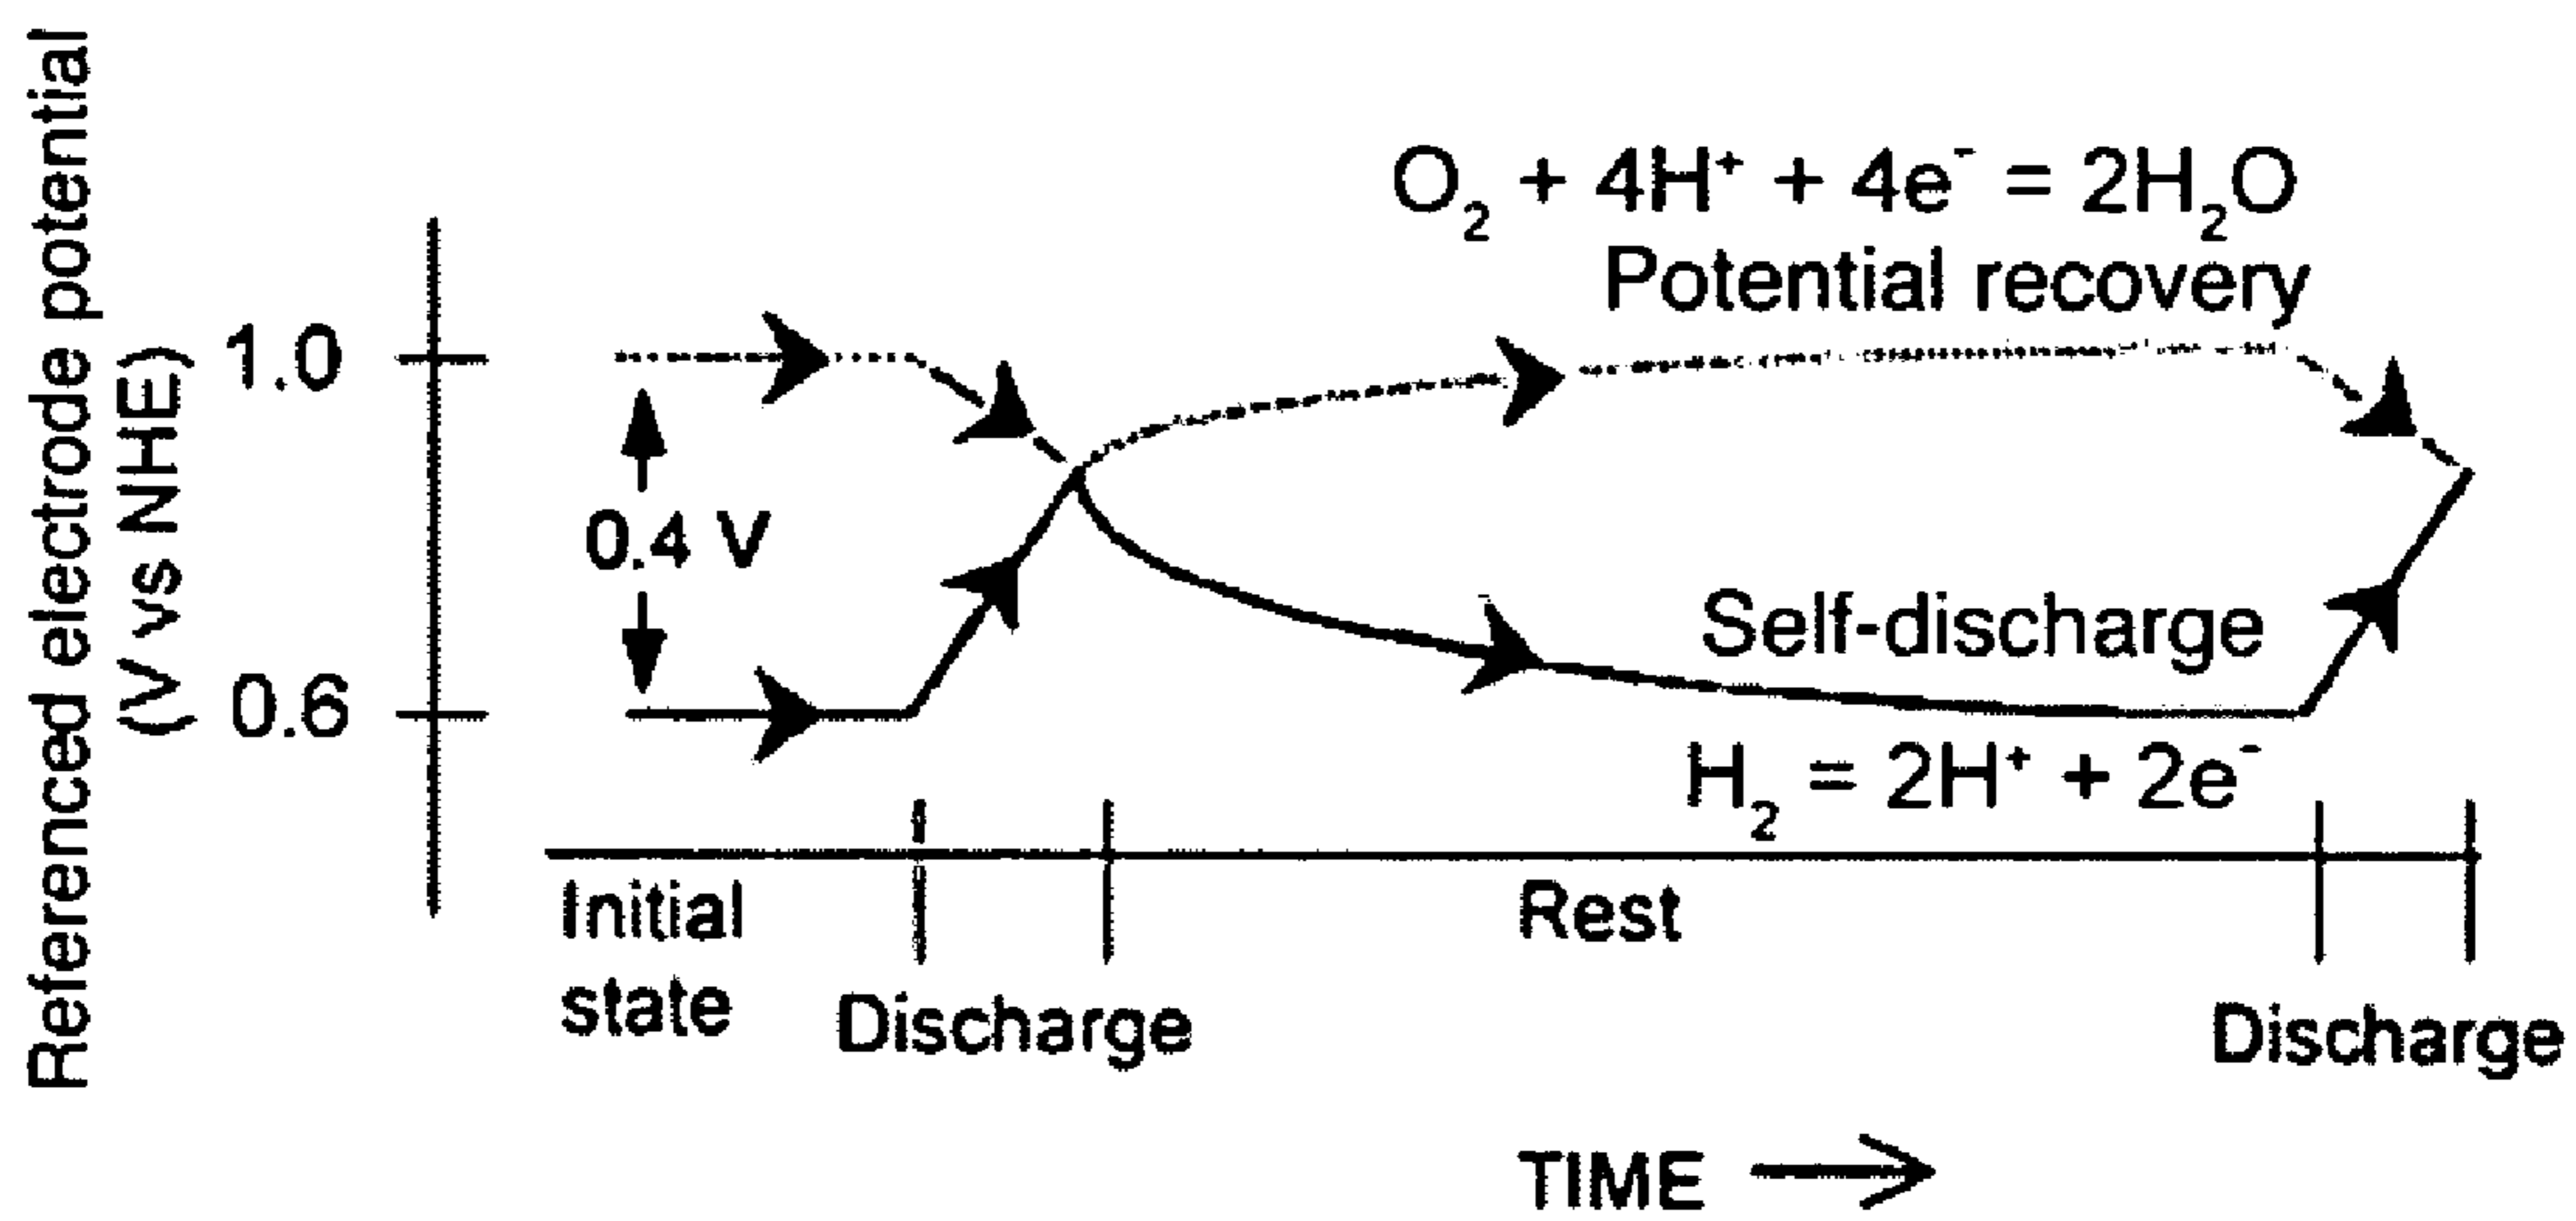 Referenced electrode potential
(V vs NHE)
O₂ + 4H⁺ + 4e⁻ = 2H₂O
Potential recovery
1.0
0.4 V
Self-discharge
0.6
H₂ = 2H⁺ + 2e⁻
Initial
state
Discharge
Rest
Discharge
TIME